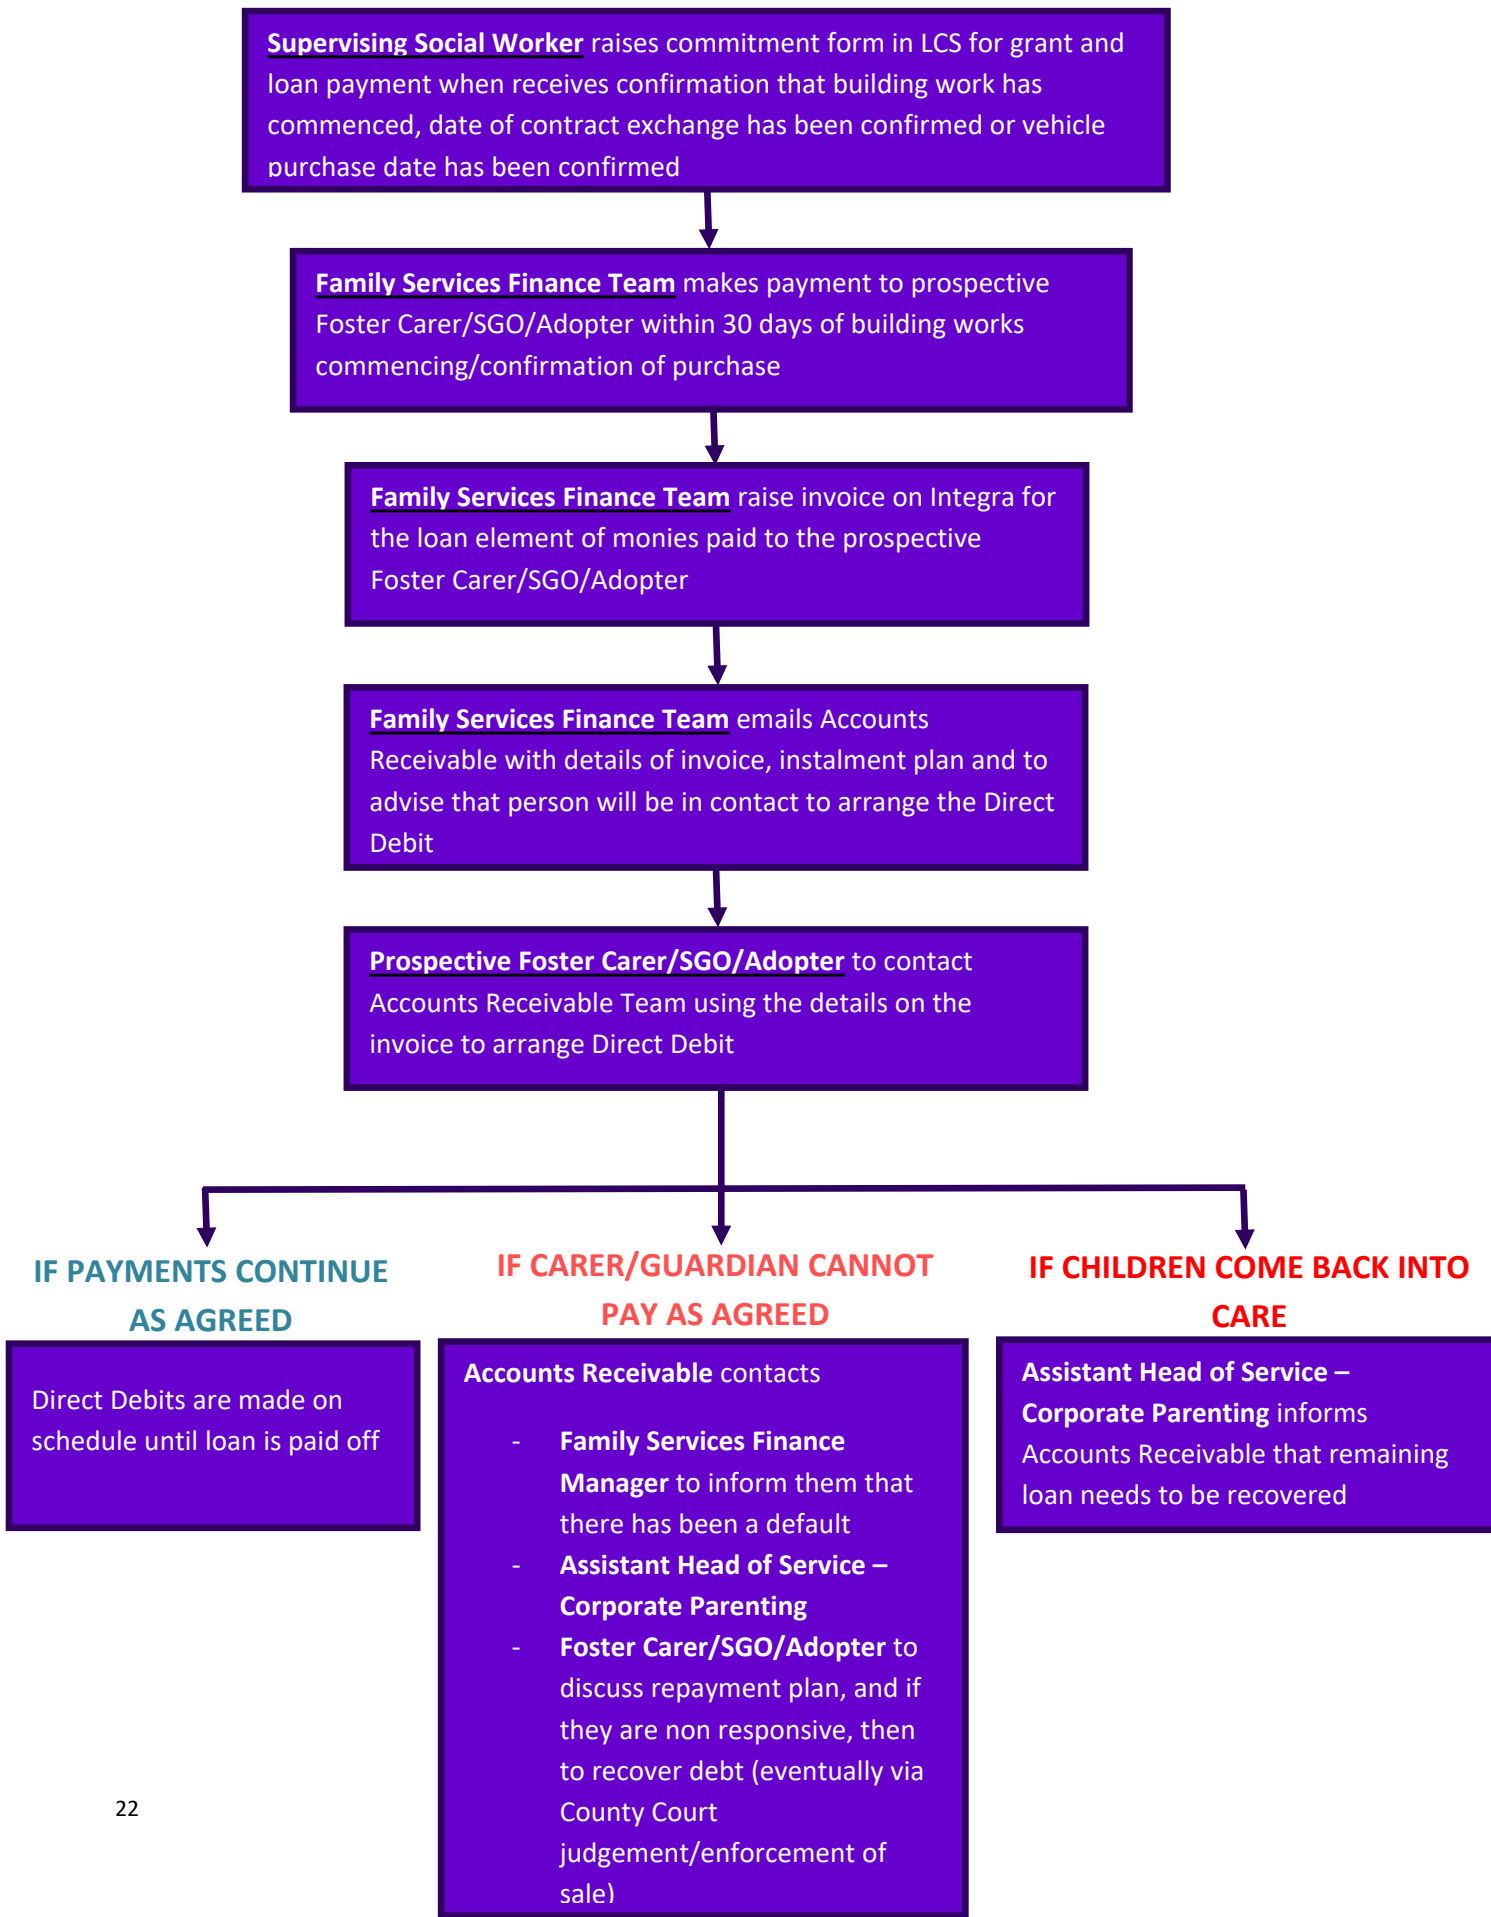 Supervising Social Worker raises commitment form in LCS for grant and
loan payment when receives confirmation that building work has
commenced, date of contract exchange has been confirmed or vehicle
purchase date has been confirmed
Family Services Finance Team makes payment to prospective
Foster Carer/SGO/Adopter within 30 days of building works
commencing/confirmation of purchase
Family Services Finance Team raise invoice on Integra for
the loan element of monies paid to the prospective
Foster Carer/SGO/Adopter
Family Services Finance Team emails Accounts
Receivable with details of invoice, instalment plan and to
advise that person will be in contact to arrange the Direct
Debit
Prospective Foster Carer/SGO/Adopter to contact
Accounts Receivable Team using the details on the
invoice to arrange Direct Debit
IF PAYMENTS CONTINUE
AS AGREED
Direct Debits are made on
schedule until loan is paid off
IF CARER/GUARDIAN CANNOT
PAY AS AGREED
Accounts Receivable contacts
- Family Services Finance
Manager to inform them that
there has been a default
- Assistant Head of Service –
Corporate Parenting
- Foster Carer/SGO/Adopter to
discuss repayment plan, and if
they are non responsive, then
to recover debt (eventually via
County Court
judgement/enforcement of
sale)
IF CHILDREN COME BACK INTO
CARE
Assistant Head of Service –
Corporate Parenting informs
Accounts Receivable that remaining
loan needs to be recovered
22